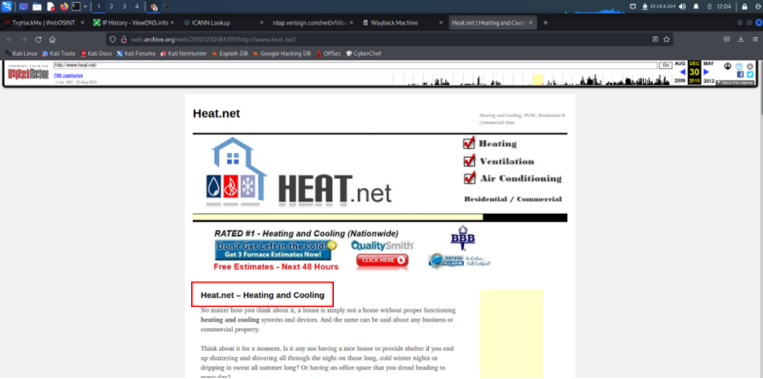 1 2 3 4
12:04
TryHackMe | WebOSINT
IP History - ViewDNS.info
ICANN Lookup
rdap.verisign.com/net/v1/do
Wayback Machine
Heat.net | Heating and Coolin
web.archive.org/web/20101230184331/http://www.heat.net/
Kali Linux
Kali Tools
Kali Docs
Kali Forums
Kali NetHunter
Exploit-DB
Google Hacking DB
OffSec
CyberChef
INTERNET ARCHIVE
WayBackMachine
http://www.heat.net/
Go
AUG DEC MAY
30
2009 2010 2012
Heat.net
Heating and Cooling, HVAC, Residential &
Commercial Heat
HEAT.net
Heating
Ventilation
Air Conditioning
Residential / Commercial
RATED #1 - Heating and Cooling (Nationwide)
Don't Get Left in the Cold!
Get 3 Furnace Estimates Now!
Free Estimates - Next 48 Hours
QualitySmith
CLICK HERE
BBB
Heat.net – Heating and Cooling
No matter how you think about it, a house is simply not a home without proper functioning
heating and cooling systems and devices. And the same can be said about any business or
commercial property.
Think about it for a moment. Is it any use having a nice house to provide shelter if you end
up shuttering and shivering all through the night on those long, cold winter nights or
dripping in sweat all summer long? Or having an office space that you dread heading to
every day?